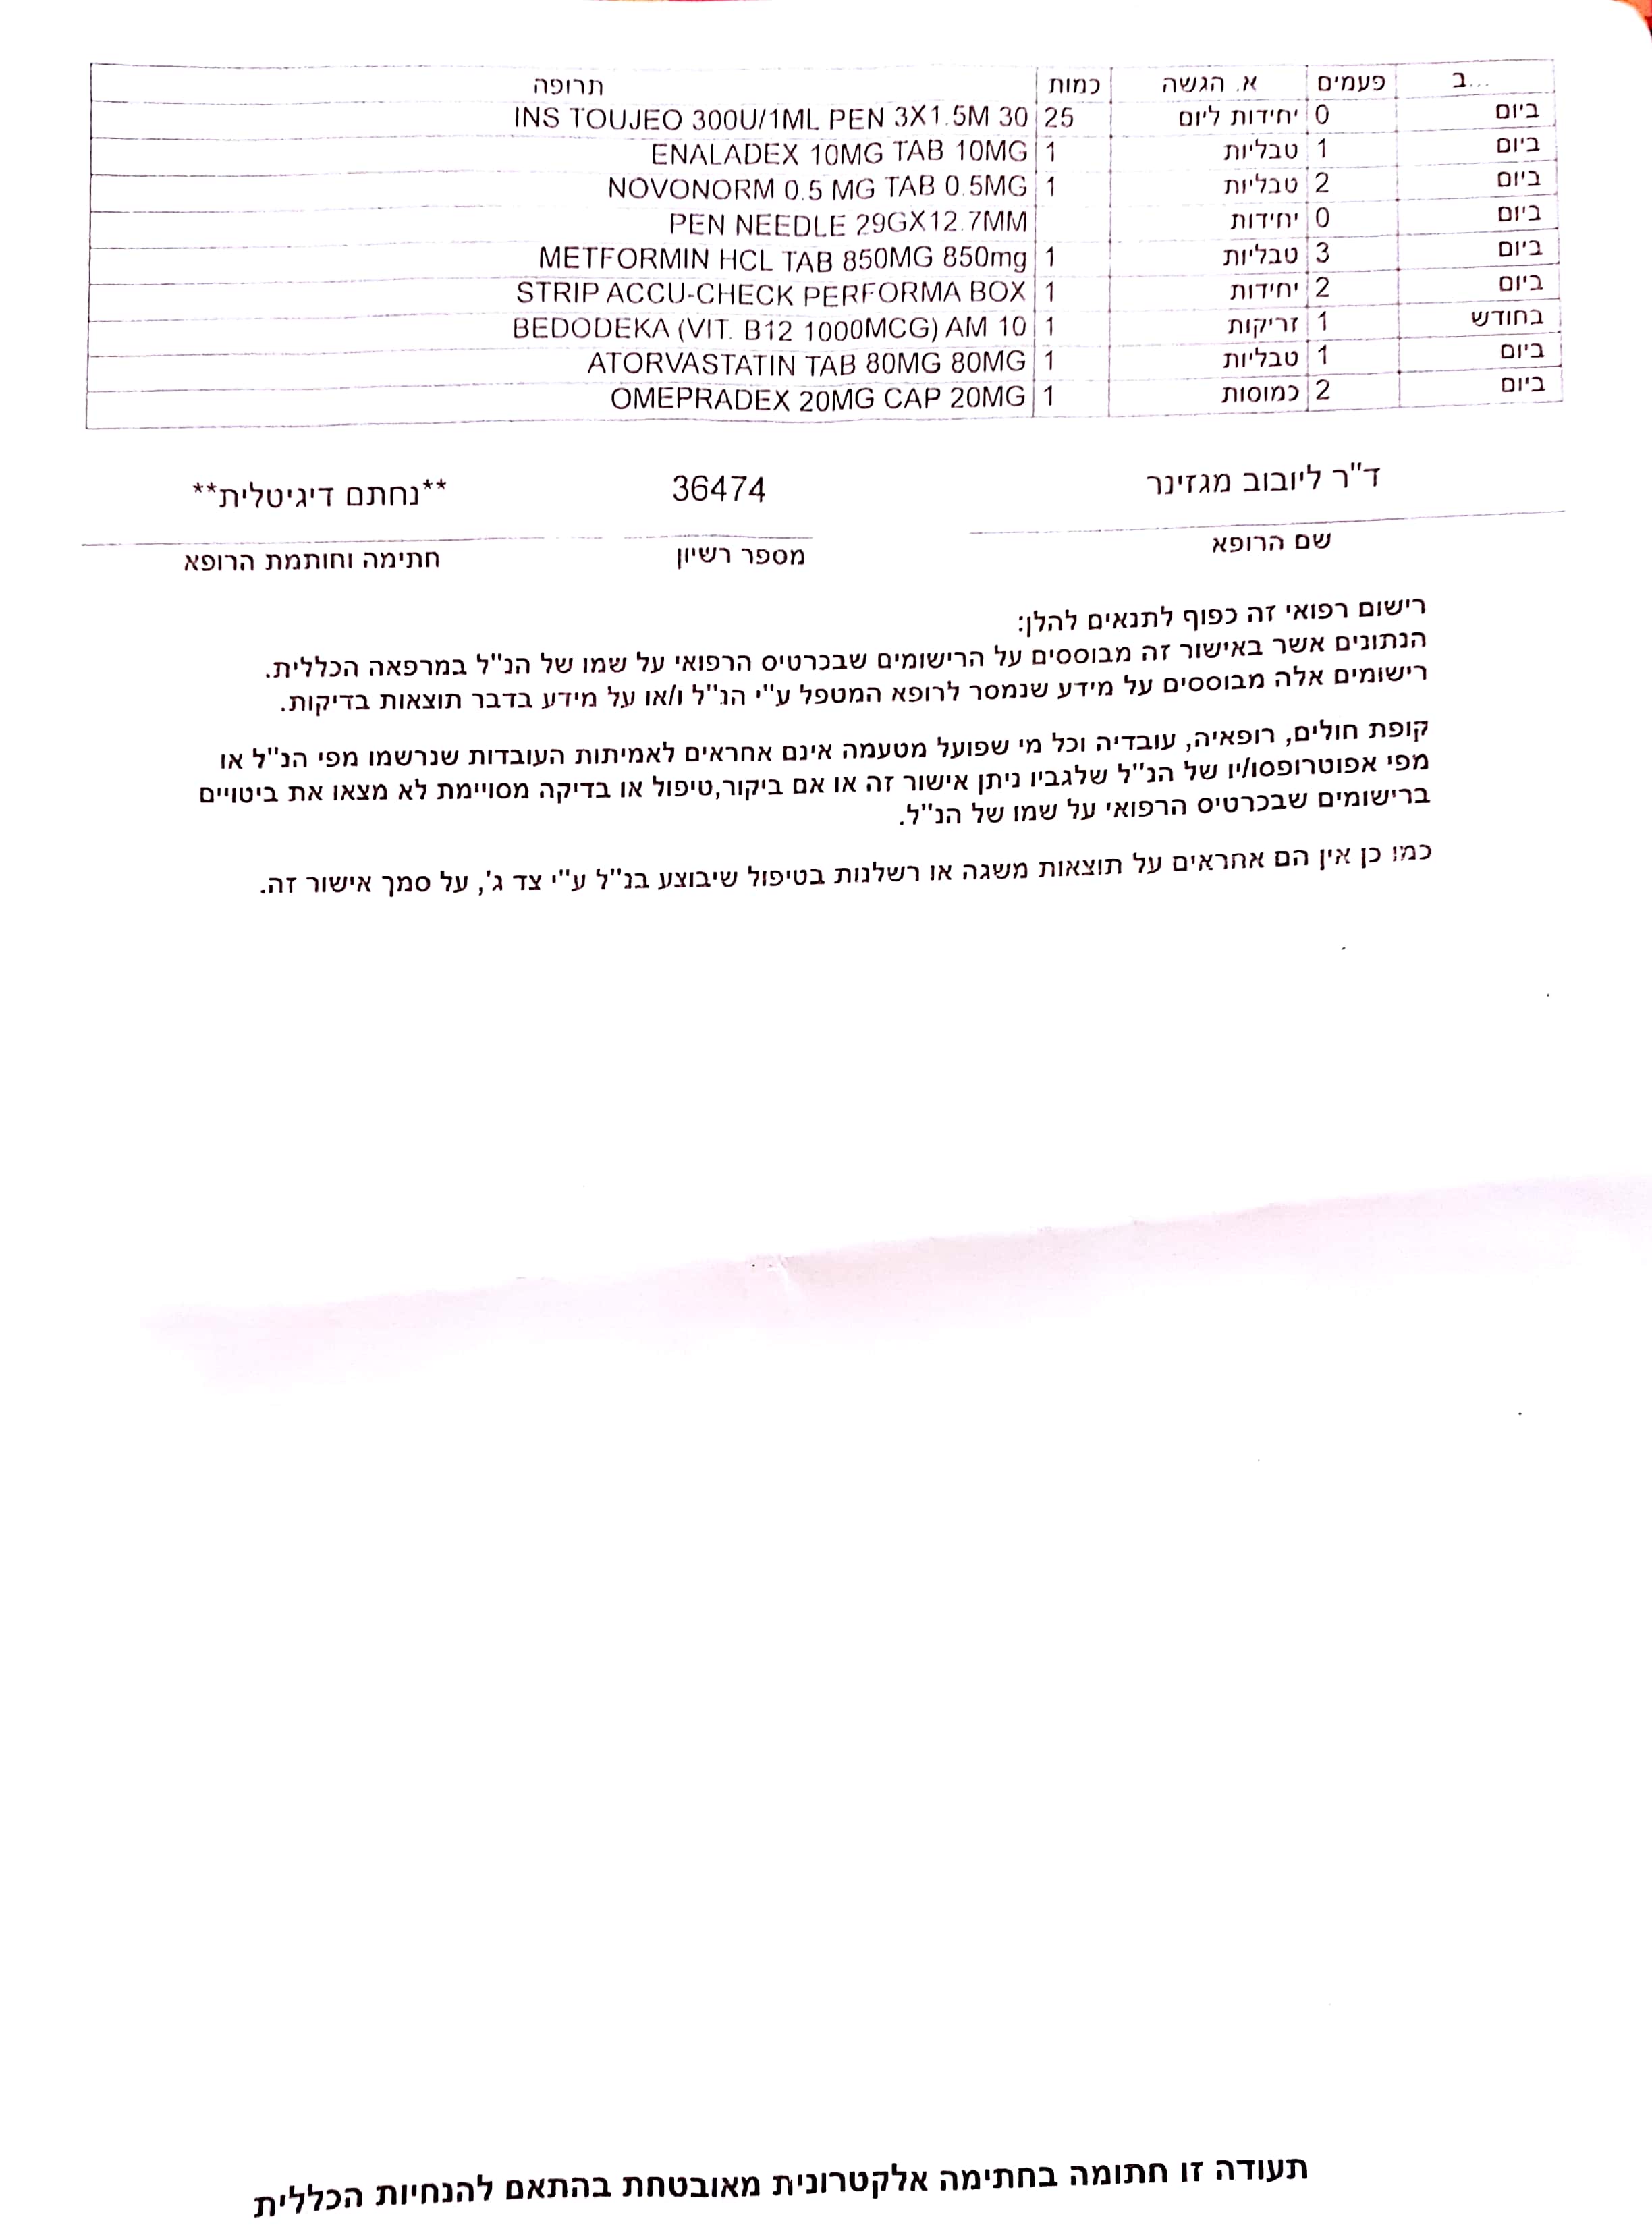 תרופה כמות א. הגשה פעמים ב...
INS TOUJEO 300U/1ML PEN 3X1.5M 30 25 יחידות ליום 0 ביום
ENALADEX 10MG TAB 10MG 1 טבליות 1 ביום
NOVONORM 0.5 MG TAB 0.5MG 1 טבליות 2 ביום
PEN NEEDLE 29GX12.7MM יחידות 0 ביום
METFORMIN HCL TAB 850MG 850mg 1 טבליות 3 ביום
STRIP ACCU-CHECK PERFORMA BOX 1 יחידות 2 ביום
BEDODEKA (VIT. B12 1000MCG) AM 10 1 זריקות 1 בחודש
ATORVASTATIN TAB 80MG 80MG 1 טבליות 1 ביום
OMEPRADEX 20MG CAP 20MG 1 כמוסות 2 ביום
ד"ר ליובוב מגזינר 36474 **נחתם דיגיטלית**
שם הרופא מספר רשיון חתימה וחותמת הרופא
רישום רפואי זה כפוף לתנאים להלן:
הנתונים אשר באישור זה מבוססים על הרישומים שבכרטיס הרפואי על שמו של הנ"ל במרפאה הכללית.
רישומים אלה מבוססים על מידע שנמסר לרופא המטפל ע"י הנ"ל ו/או על מידע בדבר תוצאות בדיקות.
קופת חולים, רופאיה, עובדיה וכל מי שפועל מטעמה אינם אחראים לאמיתות העובדות שנרשמו מפי הנ"ל או
מפי אפוטרופסו/יו של הנ"ל שלגביו ניתן אישור זה או אם ביקור,טיפול או בדיקה מסויימת לא מצאו את ביטויים
ברישומים שבכרטיס הרפואי על שמו של הנ"ל.
כמו כן אין הם אחראים על תוצאות משגה או רשלנות בטיפול שיבוצע בנ"ל ע"י צד ג', על סמך אישור זה.
תעודה זו חתומה בחתימה אלקטרונית מאובטחת בהתאם להנחיות הכללית